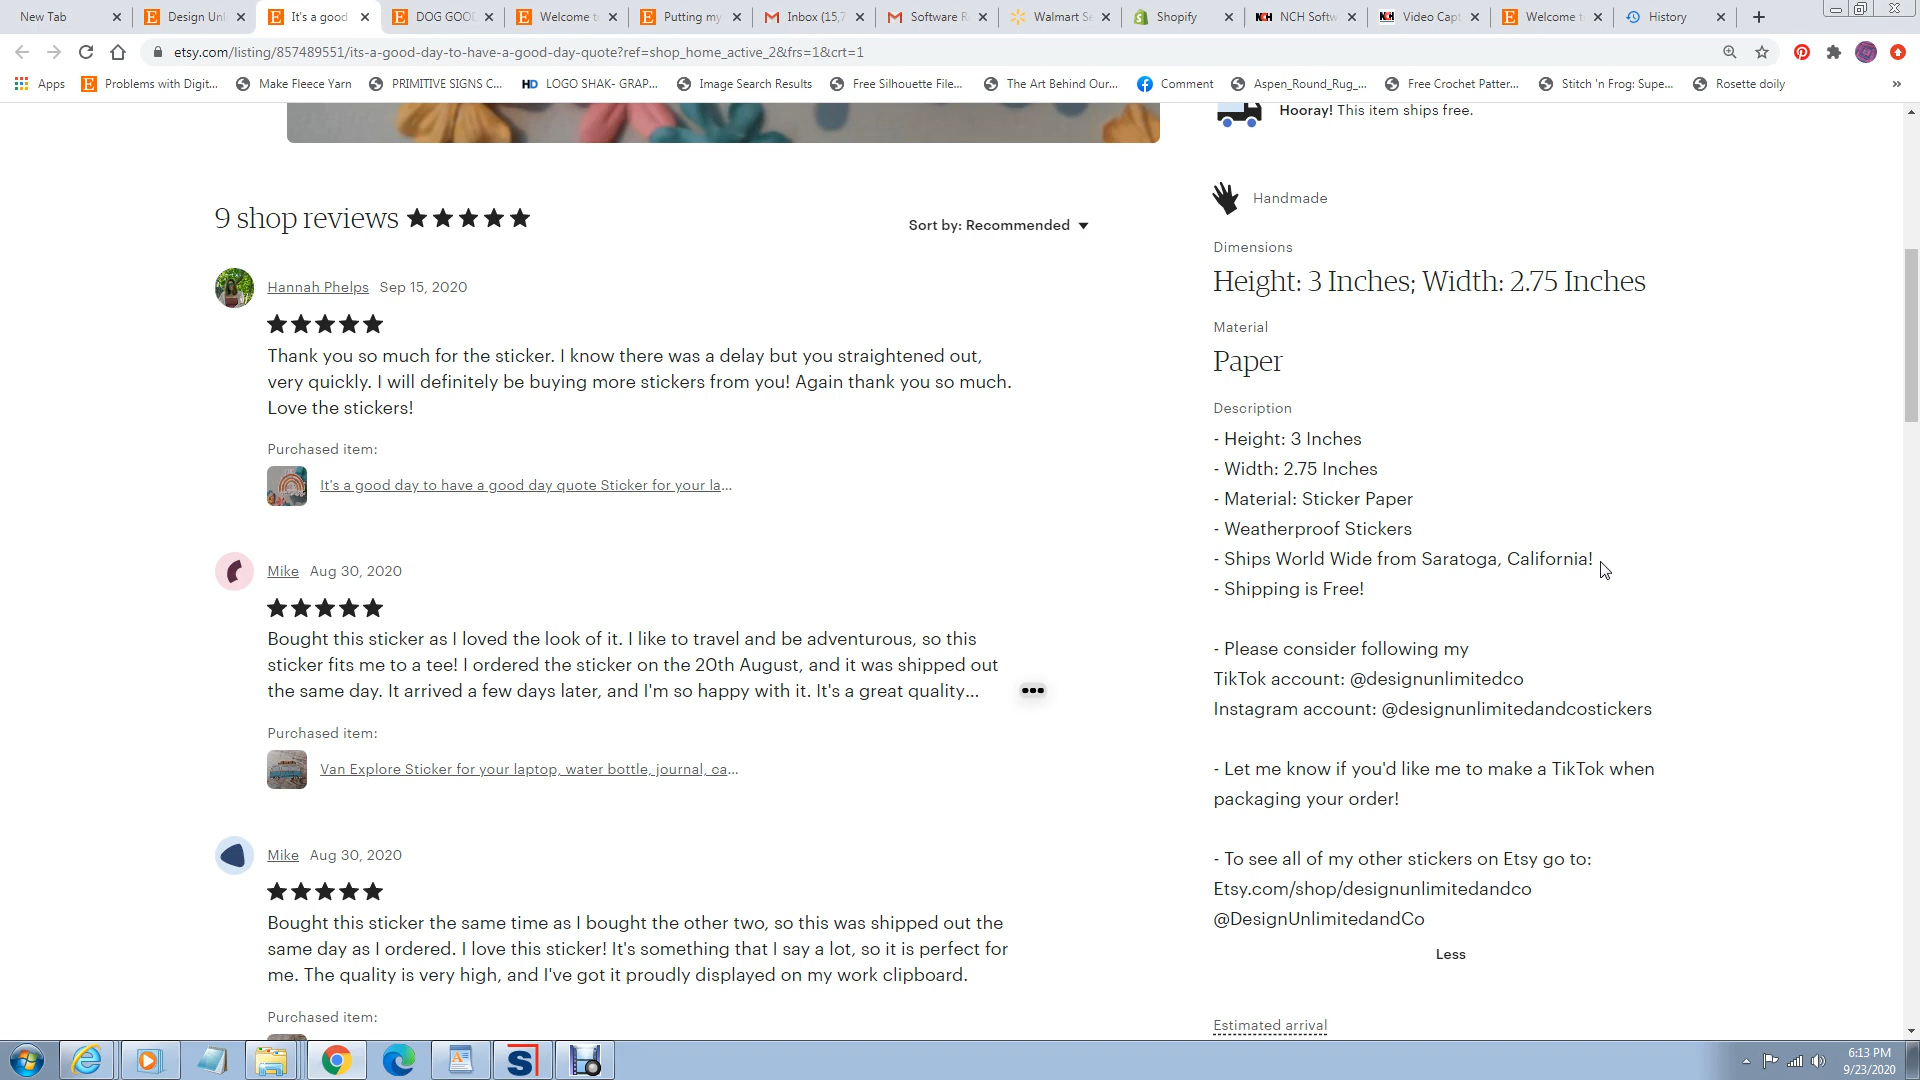 New Tab
Design Unl
It's a good
DOG GOOD
Welcome t
Putting my
Inbox (15,7
Software R
Walmart Se
Shopify
NCH NCH Softw
NCH Video Capt
Welcome t
History
etsy.com/listing/857489551/its-a-good-day-to-have-a-good-day-quote?ref=shop_home_active_2&frs=1&crt=1
Apps
Problems with Digit...
Make Fleece Yarn
PRIMITIVE SIGNS C...
HD LOGO SHAK- GRAP...
Image Search Results
Free Silhouette File...
The Art Behind Our...
Comment
Aspen_Round_Rug_...
Free Crochet Patter...
Stitch 'n Frog: Supe...
Rosette doily
»
Hooray! This item ships free.
9 shop reviews
Sort by: Recommended
Hannah Phelps Sep 15, 2020
Thank you so much for the sticker. I know there was a delay but you straightened out,
very quickly. I will definitely be buying more stickers from you! Again thank you so much.
Love the stickers!
Purchased item:
It's a good day to have a good day quote Sticker for your la...
Mike Aug 30, 2020
Bought this sticker as I loved the look of it. I like to travel and be adventurous, so this
sticker fits me to a tee! I ordered the sticker on the 20th August, and it was shipped out
the same day. It arrived a few days later, and I'm so happy with it. It's a great quality...
Purchased item:
Van Explore Sticker for your laptop, water bottle, journal, ca...
Mike Aug 30, 2020
Bought this sticker the same time as I bought the other two, so this was shipped out the
same day as I ordered. I love this sticker! It's something that I say a lot, so it is perfect for
me. The quality is very high, and I've got it proudly displayed on my work clipboard.
Purchased item:
Handmade
Dimensions
Height: 3 Inches; Width: 2.75 Inches
Material
Paper
Description
- Height: 3 Inches
- Width: 2.75 Inches
- Material: Sticker Paper
- Weatherproof Stickers
- Ships World Wide from Saratoga, California!
- Shipping is Free!
- Please consider following my
TikTok account: @designunlimitedco
Instagram account: @designunlimitedandcostickers
- Let me know if you'd like me to make a TikTok when
packaging your order!
- To see all of my other stickers on Etsy go to:
Etsy.com/shop/designunlimitedandco
@DesignUnlimitedandCo
Less
Estimated arrival
6:13 PM
9/23/2020